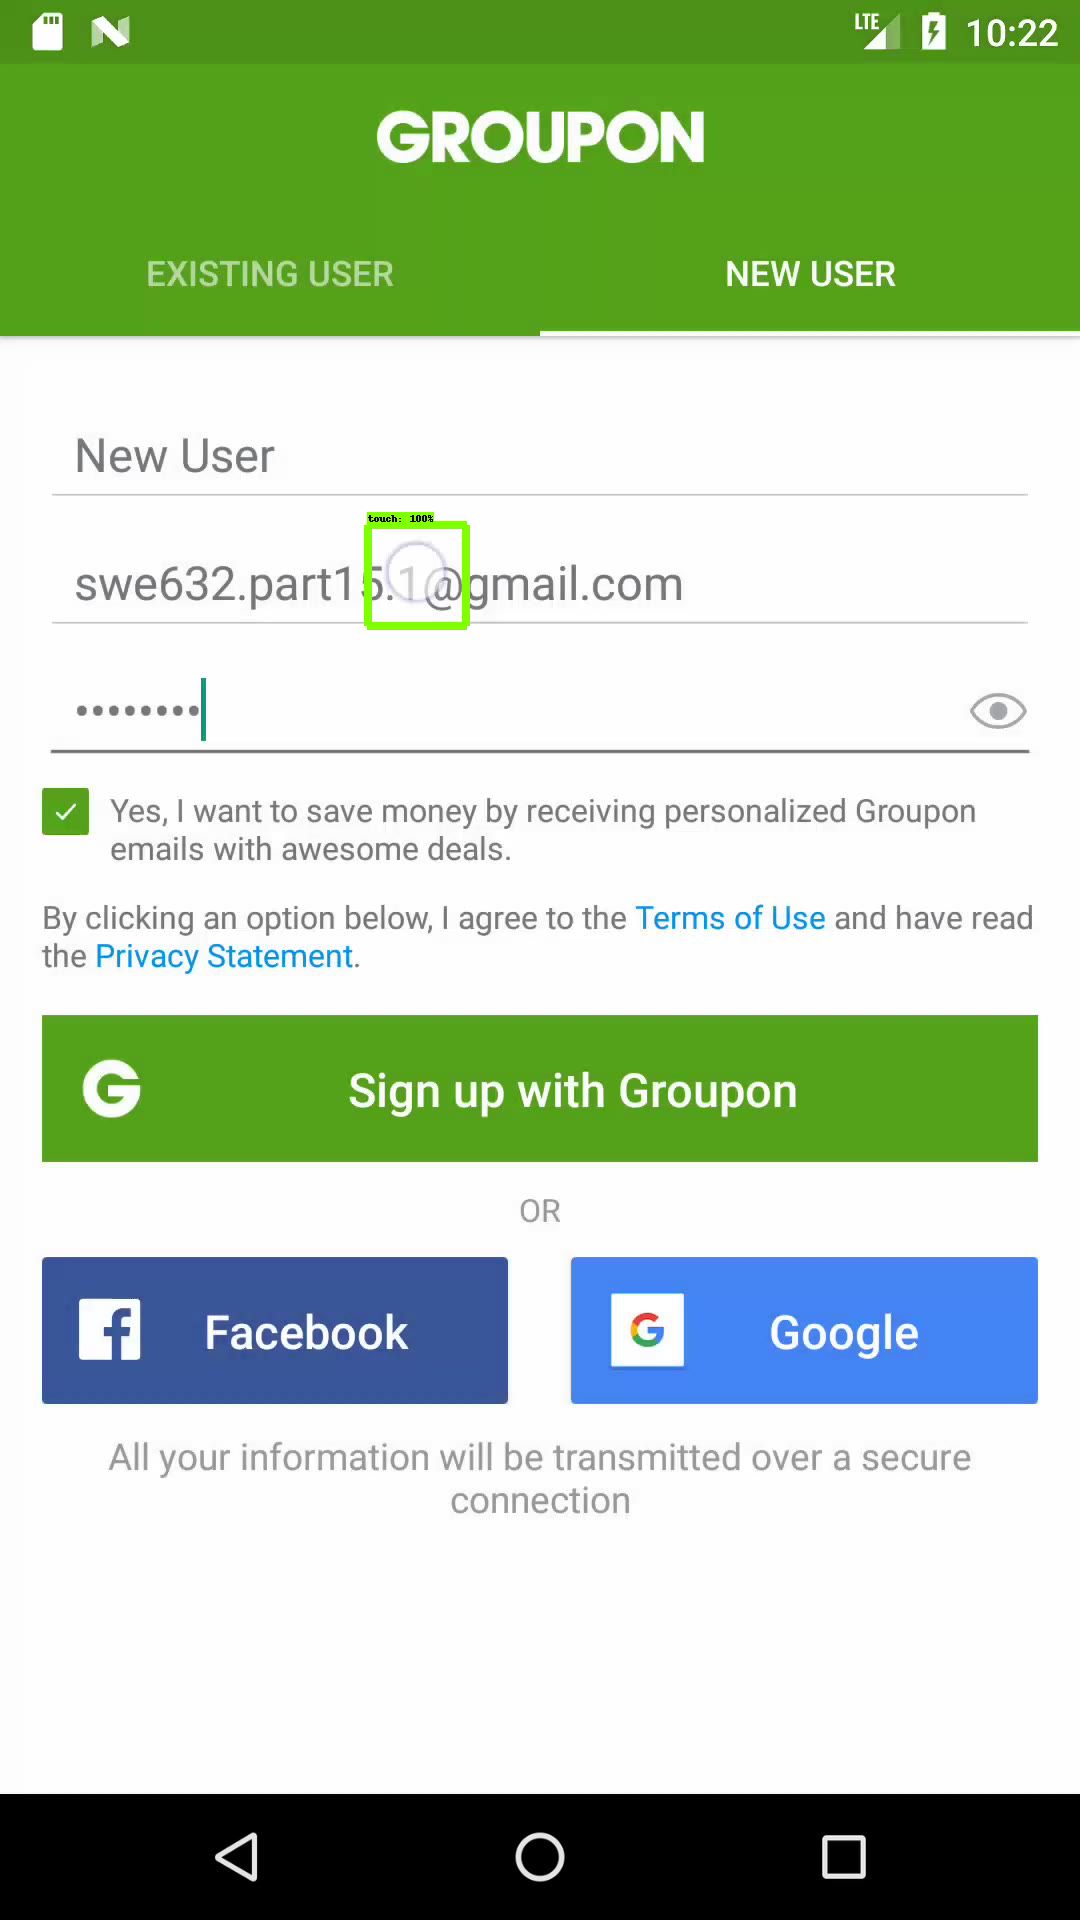 LTE 10:22
GROUPON
EXISTING USER NEW USER
New User
touch: 100%
swe632.part15.1@gmail.com
••••••••
Yes, I want to save money by receiving personalized Groupon
emails with awesome deals.
By clicking an option below, I agree to the Terms of Use and have read
the Privacy Statement.
G Sign up with Groupon
OR
f Facebook G Google
All your information will be transmitted over a secure
connection